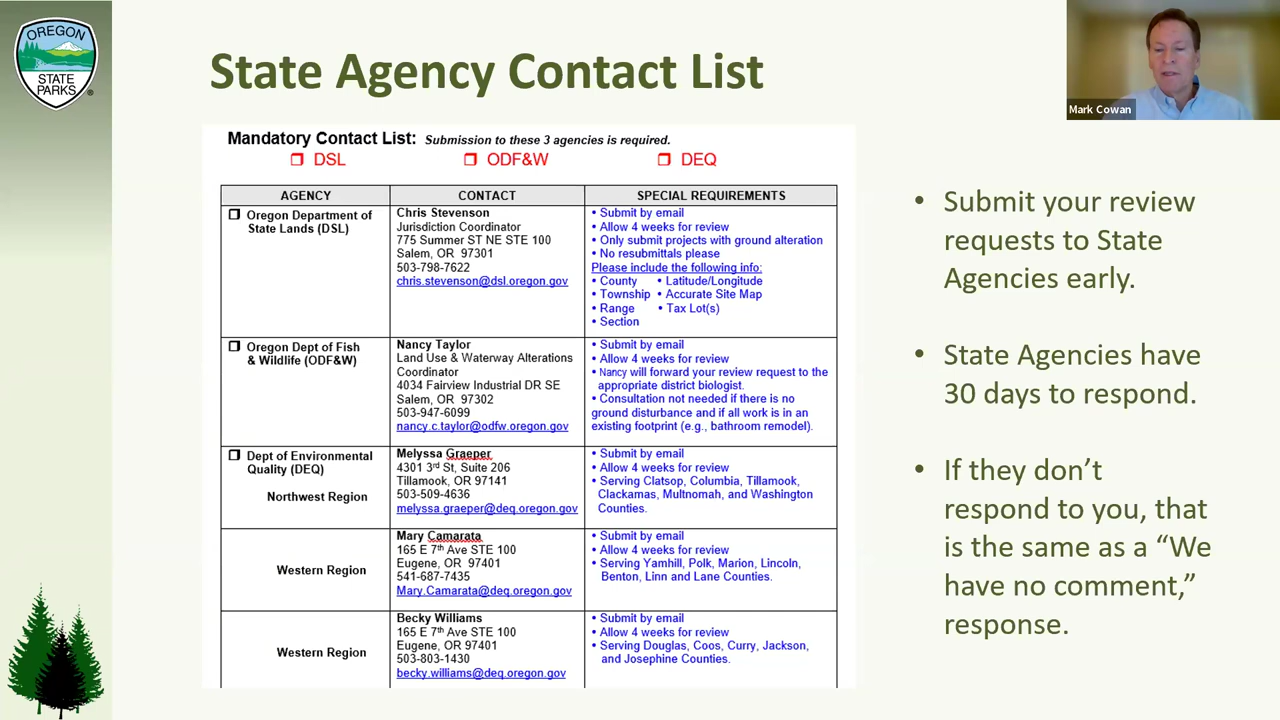 OREGON
STATE
PARKS
®
State Agency Contact List
Mark Cowan
Mandatory Contact List: Submission to these 3 agencies is required.
❒ DSL ❒ ODF&W ❒ DEQ
AGENCY CONTACT SPECIAL REQUIREMENTS
❒ Oregon Department of
State Lands (DSL)
Chris Stevenson
Jurisdiction Coordinator
775 Summer ST NE STE 100
Salem, OR 97301
503-798-7622
chris.stevenson@dsl.oregon.gov
• Submit by email
• Allow 4 weeks for review
• Only submit projects with ground alteration
• No resubmittals please
Please include the following info:
• County • Latitude/Longitude
• Township • Accurate Site Map
• Range • Tax Lot(s)
• Section
❒ Oregon Dept of Fish
& Wildlife (ODF&W)
Nancy Taylor
Land Use & Waterway Alterations
Coordinator
4034 Fairview Industrial DR SE
Salem, OR 97302
503-947-6099
nancy.c.taylor@odfw.oregon.gov
• Submit by email
• Allow 4 weeks for review
• Nancy will forward your review request to the
appropriate district biologist.
• Consultation not needed if there is no
ground disturbance and if all work is in an
existing footprint (e.g., bathroom remodel).
❒ Dept of Environmental
Quality (DEQ)
Northwest Region
Melyssa Graeper
4301 3rd St, Suite 206
Tillamook, OR 97141
503-509-4636
melyssa.graeper@deq.oregon.gov
• Submit by email
• Allow 4 weeks for review
• Serving Clatsop, Columbia, Tillamook,
Clackamas, Multnomah, and Washington
Counties.
Western Region
Mary Camarata
165 E 7th Ave STE 100
Eugene, OR 97401
541-687-7435
Mary.Camarata@deq.oregon.gov
• Submit by email
• Allow 4 weeks for review
• Serving Yamhill, Polk, Marion, Lincoln,
Benton, Linn and Lane Counties.
Western Region
Becky Williams
165 E 7th Ave STE 100
Eugene, OR 97401
503-803-1430
becky.williams@deq.oregon.gov
• Submit by email
• Allow 4 weeks for review
• Serving Douglas, Coos, Curry, Jackson,
and Josephine Counties.
• Submit your review
requests to State
Agencies early.
• State Agencies have
30 days to respond.
• If they don’t
respond to you, that
is the same as a “We
have no comment,”
response.